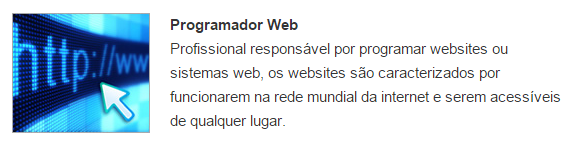 Programador Web
http://ww
Profissional responsável por programar websites ou
sistemas web, os websites são caracterizados por
funcionarem na rede mundial da internet e serem acessíveis
de qualquer lugar.